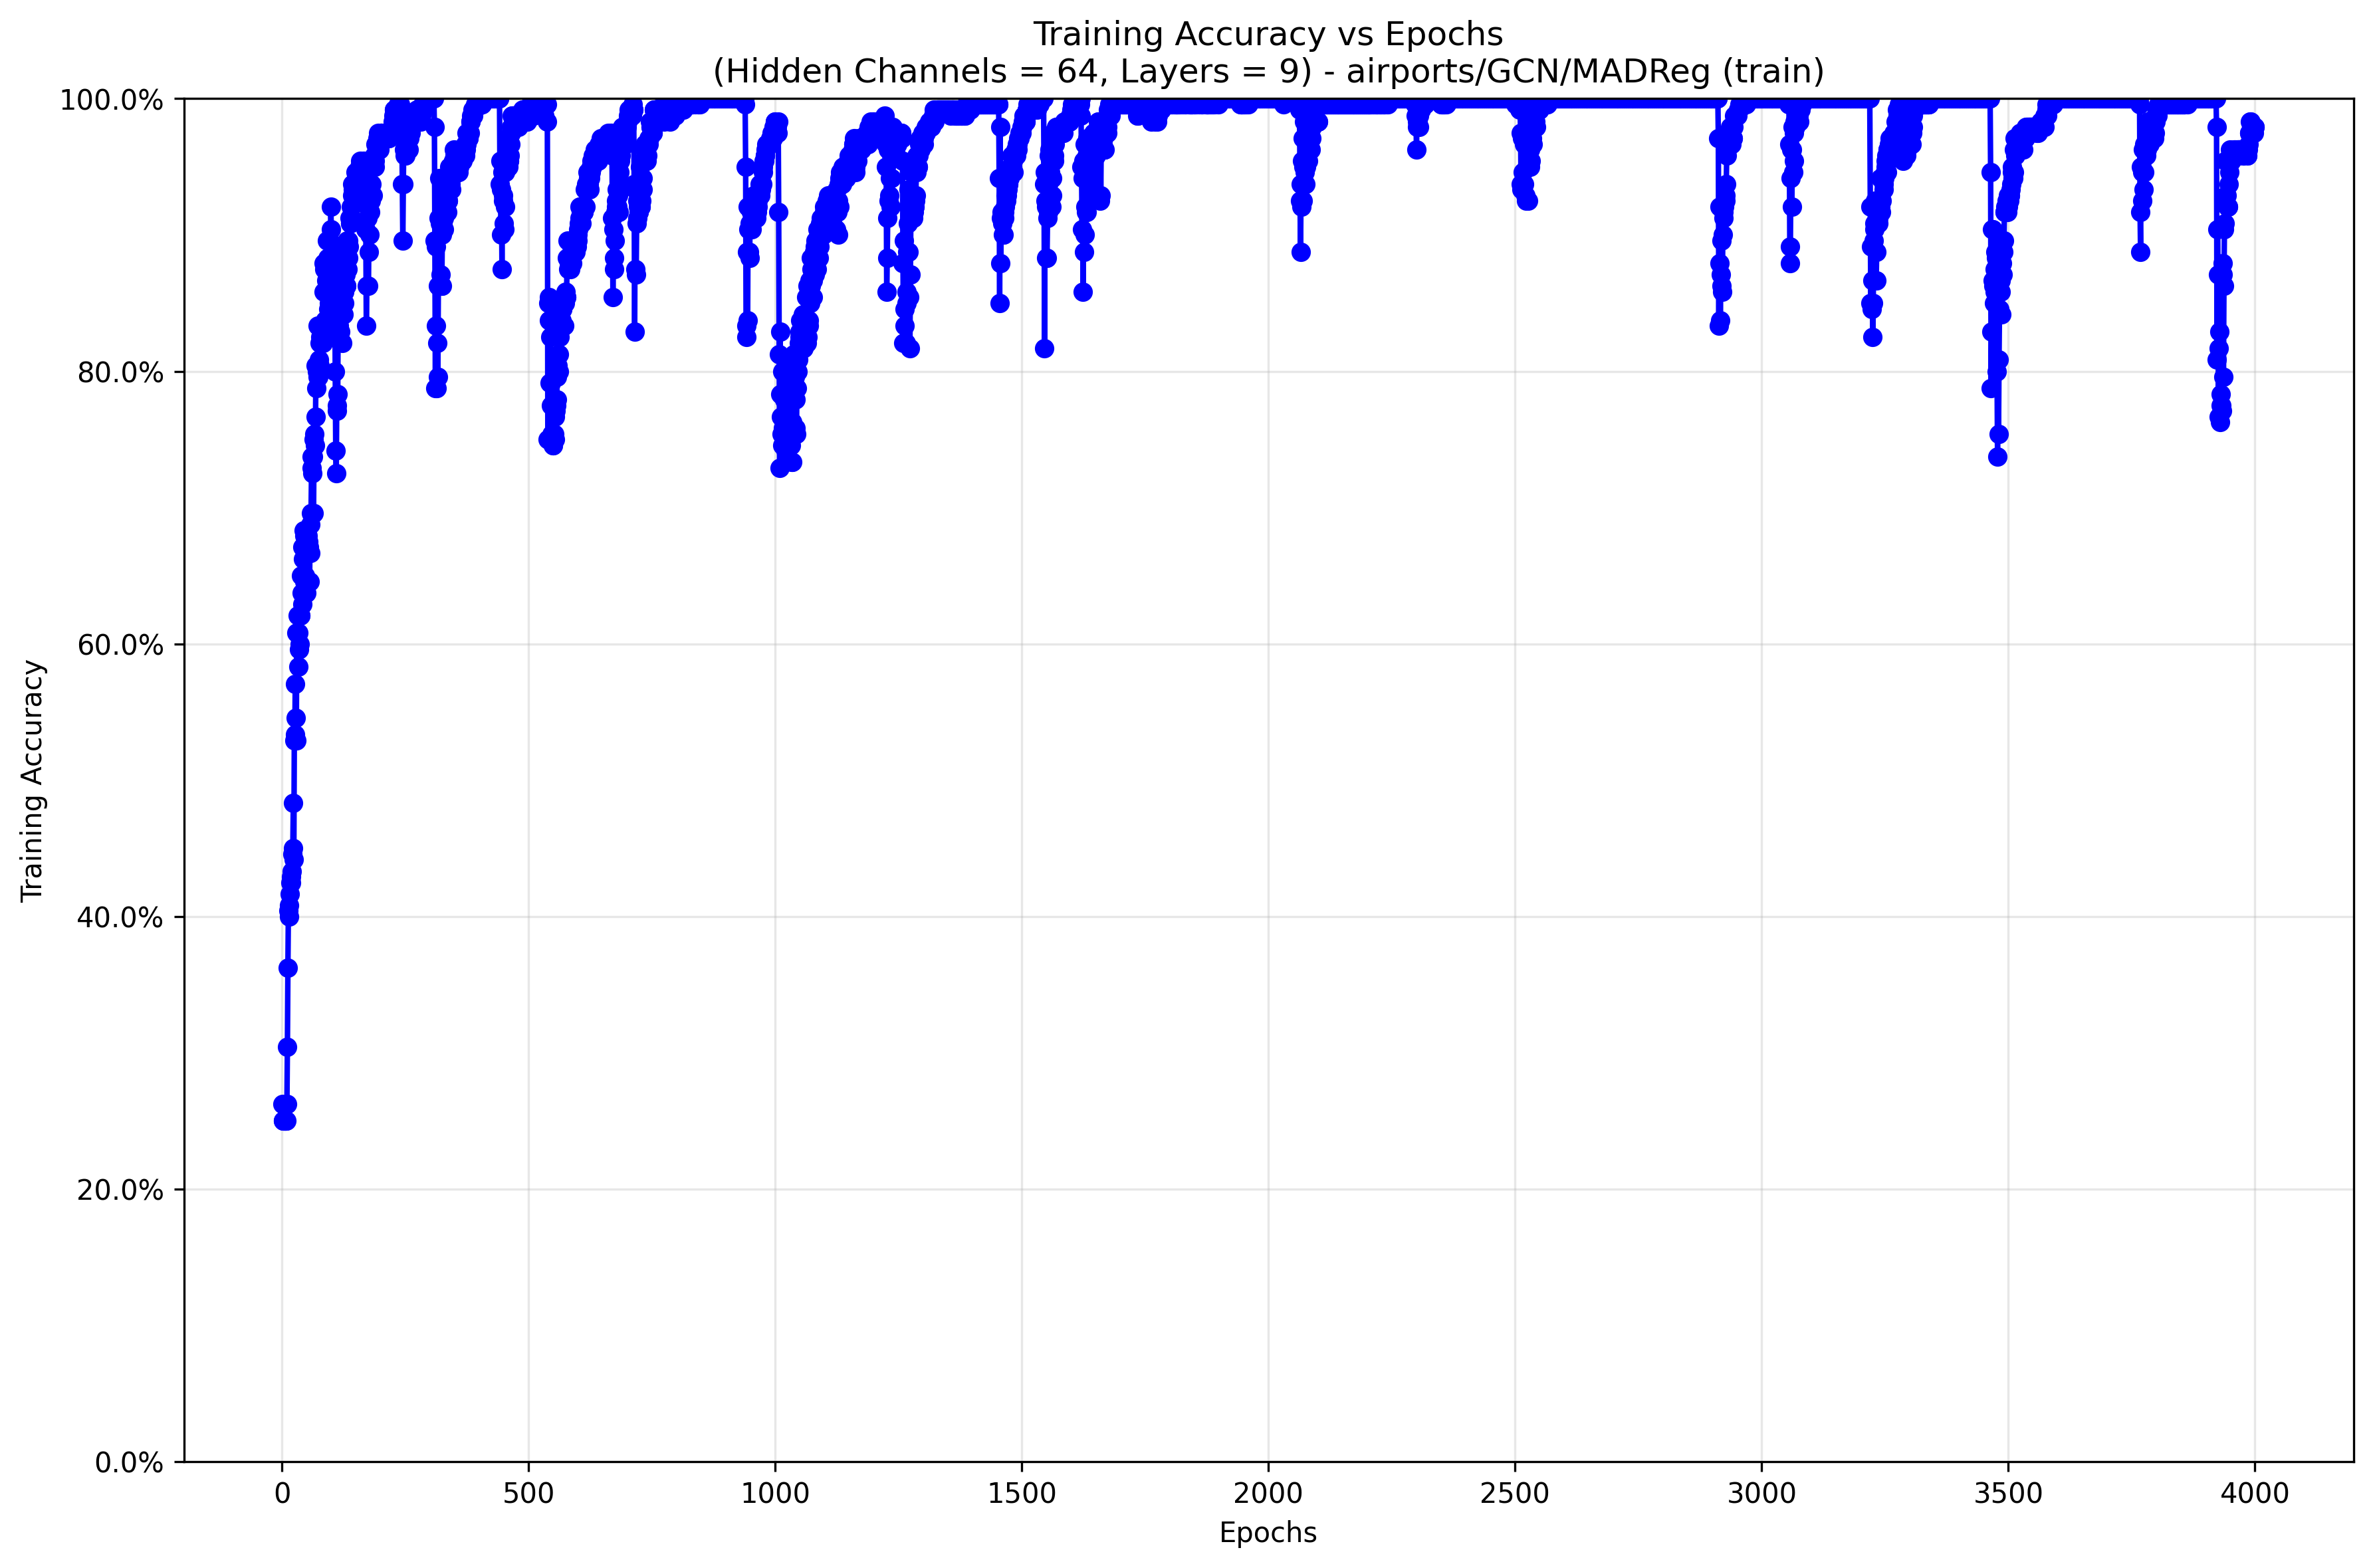 Training Accuracy vs Epochs
(Hidden Channels = 64, Layers = 9) - airports/GCN/MADReg (train)
100.0%
80.0%
60.0%
40.0%
20.0%
0.0%
Training Accuracy
0 500 1000 1500 2000 2500 3000 3500 4000
Epochs